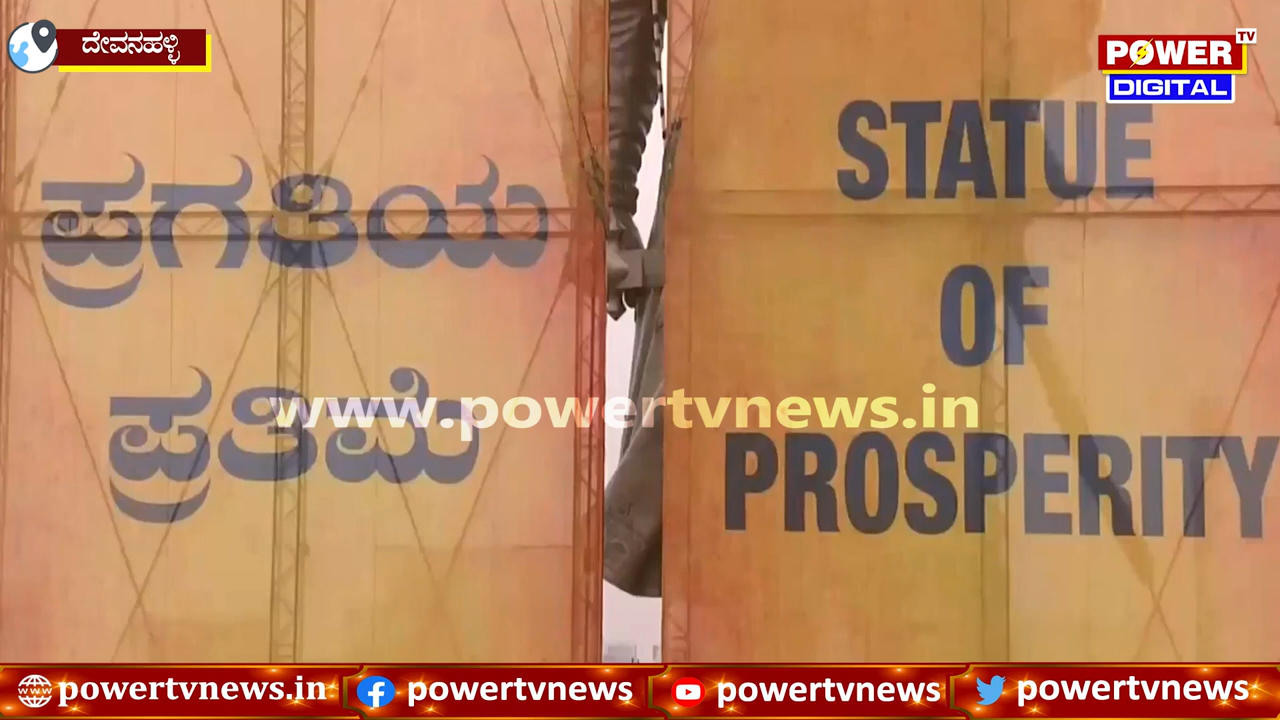 ದೇವನಹಳ್ಳಿ
POWER TV
DIGITAL
ಪ್ರಗತಿಯ
ಪ್ರತಿಮೆ
STATUE
OF
PROSPERITY
www.powertvnews.in
powertvnews.in powertvnews powertvnews powertvnews